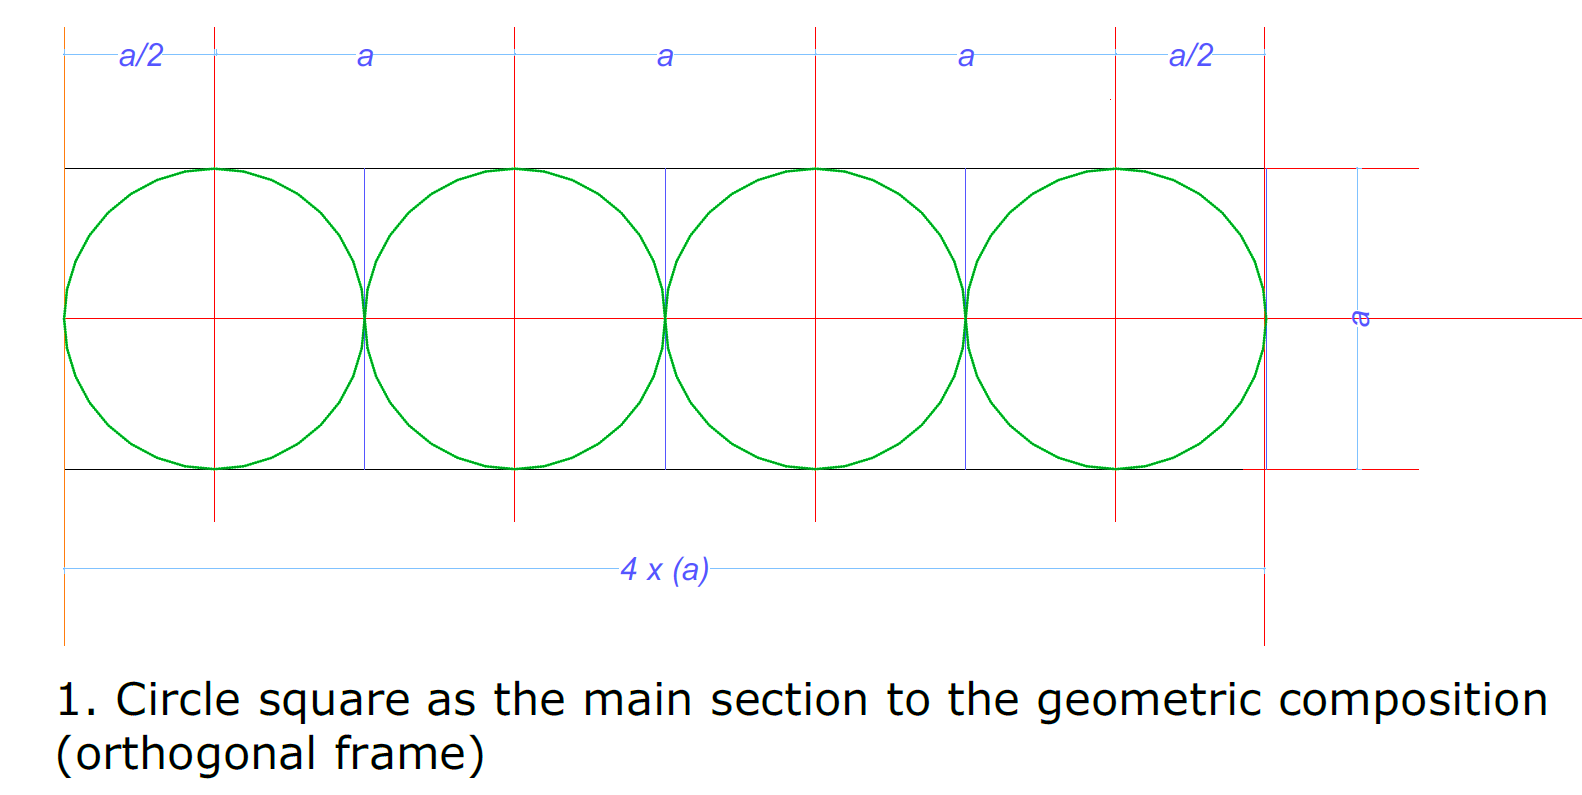 a/2 a a a a/2
a
4 x (a)
1. Circle square as the main section to the geometric composition
(orthogonal frame)